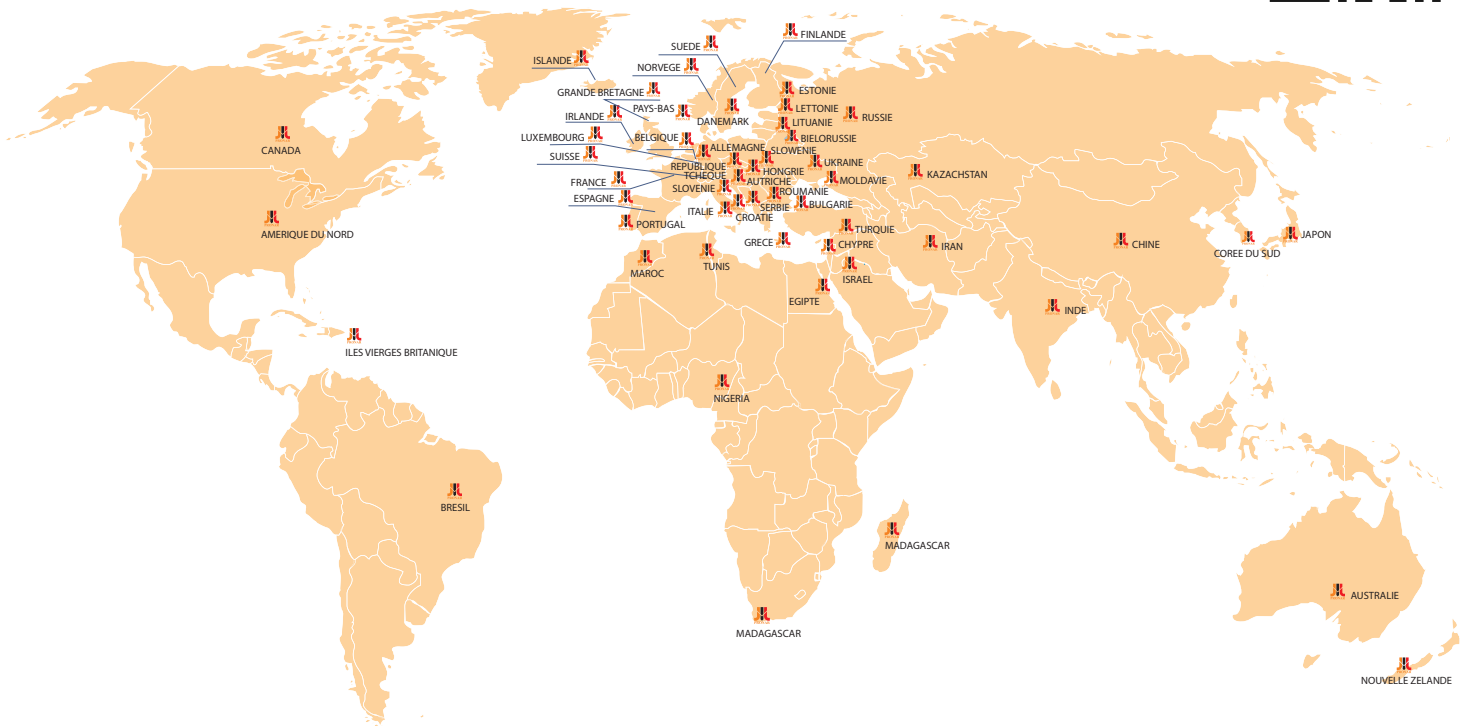 FINLANDE
SUEDE
ISLANDE
NORVEGE
GRANDE BRETAGNE
ESTONIE
PAYS-BAS
LETTONIE
IRLANDE
DANEMARK
RUSSIE
LITUANIE
LUXEMBOURG
BELGIQUE
BIELORUSSIE
CANADA
ALLEMAGNE
SLOWENIE
SUISSE
UKRAINE
REPUBLIQUE
TCHEQUE
HONGRIE
KAZACHSTAN
FRANCE
AUTRICHE
MOLDAVIE
SLOVENIE
ROUMANIE
ESPAGNE
BULGARIE
ITALIE
SERBIE
CROATIE
PORTUGAL
TURQUIE
AMERIQUE DU NORD
JAPON
GRECE
CHYPRE
IRAN
CHINE
COREE DU SUD
MAROC
TUNIS
ISRAEL
EGIPTE
INDE
ILES VIERGES BRITANIQUE
NIGERIA
BRESIL
MADAGASCAR
AUSTRALIE
MADAGASCAR
NOUVELLE ZELANDE